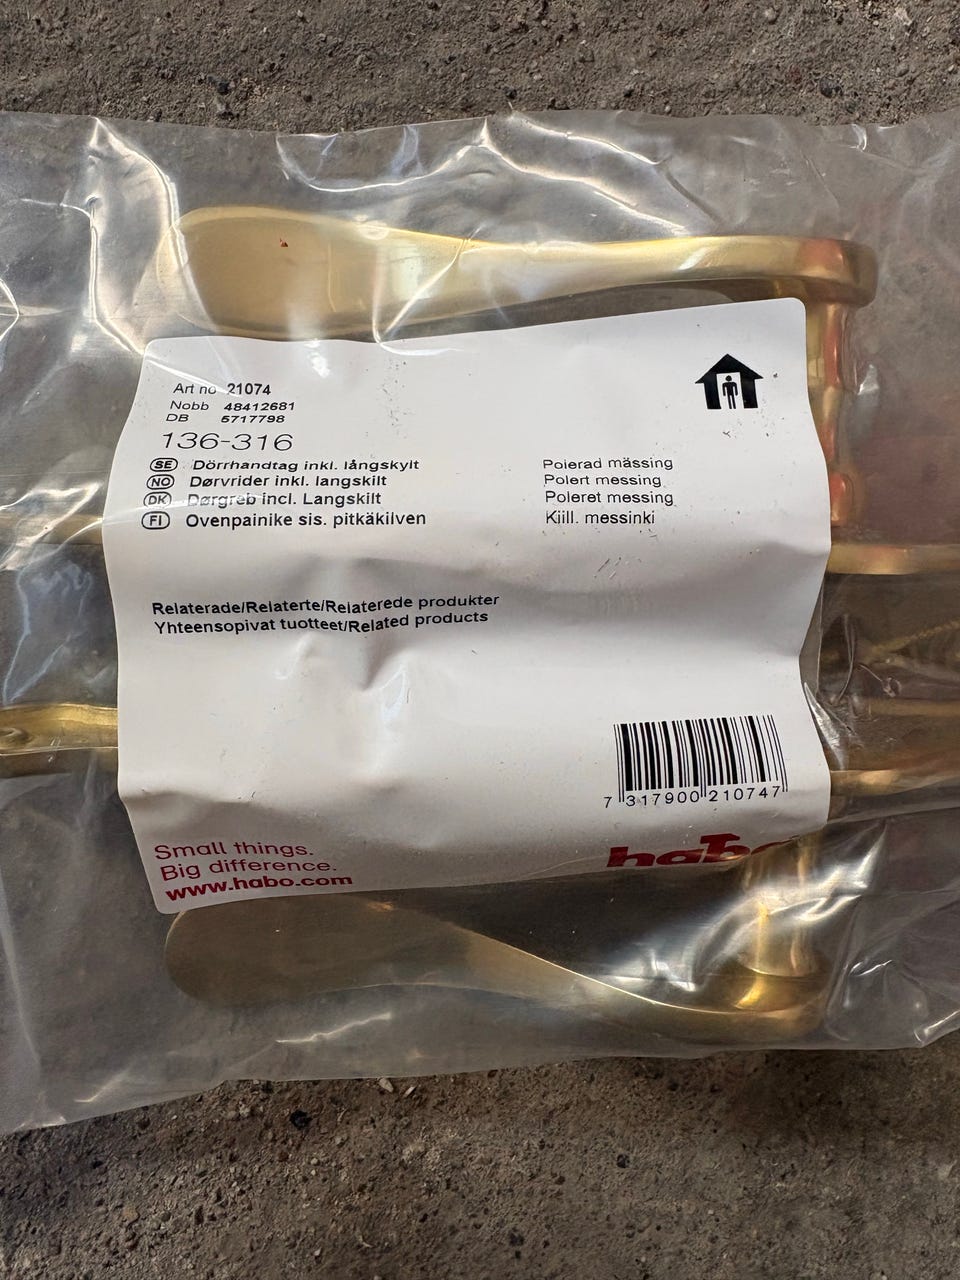 Art no 21074
Nobb 48412681
DB 5717798
136-316
SE Dörrhandtag inkl. långskylt Polerad mässing
NO Dørvrider inkl. langskilt Polert messing
DK Dørgreb incl. Langskilt Poleret messing
FI Ovenpainike sis. pitkäkilven Kiill. messinki
Relaterade/Relaterte/Relaterede produkter
Yhteensopivat tuotteet/Related products
7 317900 210747
Small things.
Big difference.
www.habo.com
habo